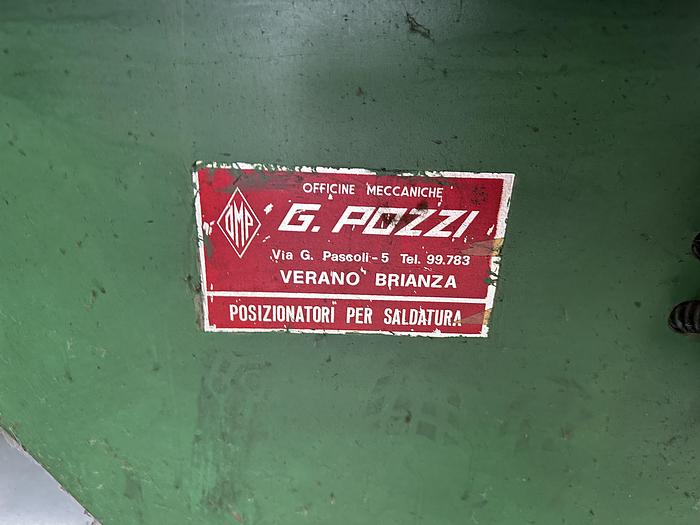 OFFICINE MECCANICHE
OMP G. POZZI
Via G. Pascoli - 5 Tel. 99.783
VERANO BRIANZA
POSIZIONATORI PER SALDATURA